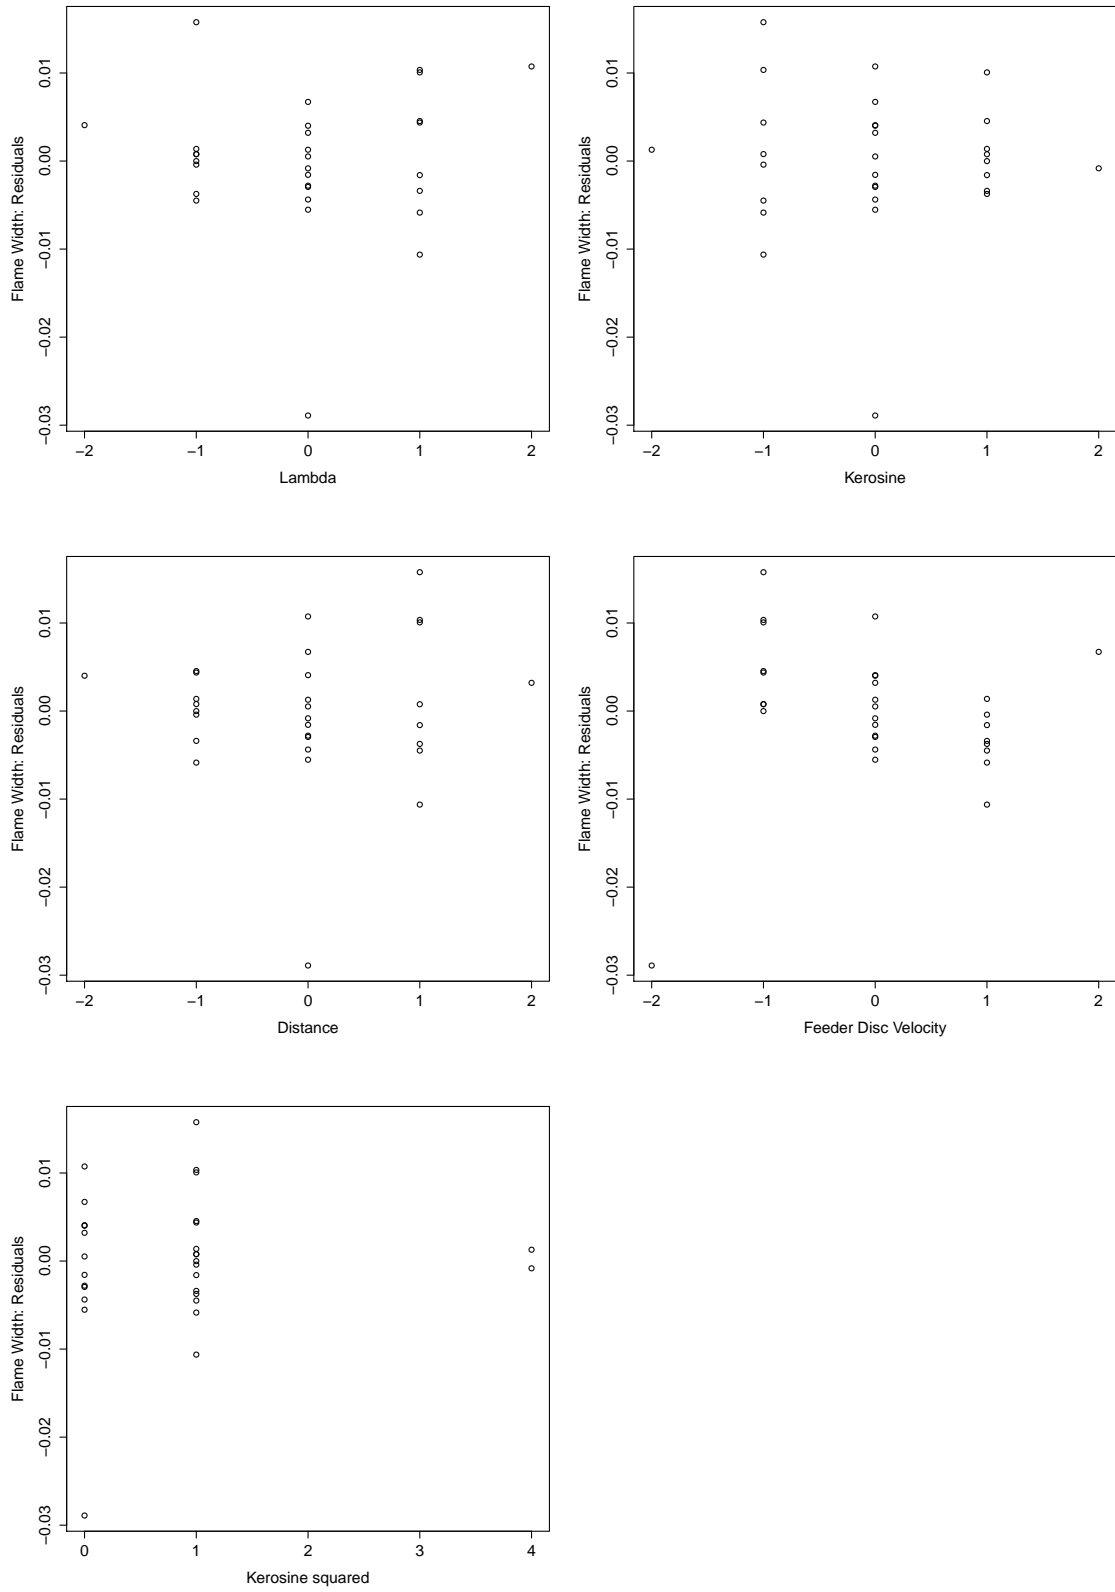 0.01
0.00
−0.01
−0.02
−0.03
Flame Width: Residuals
−2 −1 0 1 2
Lambda
0.01
0.00
−0.01
−0.02
−0.03
Flame Width: Residuals
−2 −1 0 1 2
Kerosine
0.01
0.00
−0.01
−0.02
−0.03
Flame Width: Residuals
−2 −1 0 1 2
Distance
0.01
0.00
−0.01
−0.02
−0.03
Flame Width: Residuals
−2 −1 0 1 2
Feeder Disc Velocity
0.01
0.00
−0.01
−0.02
−0.03
Flame Width: Residuals
0 1 2 3 4
Kerosine squared